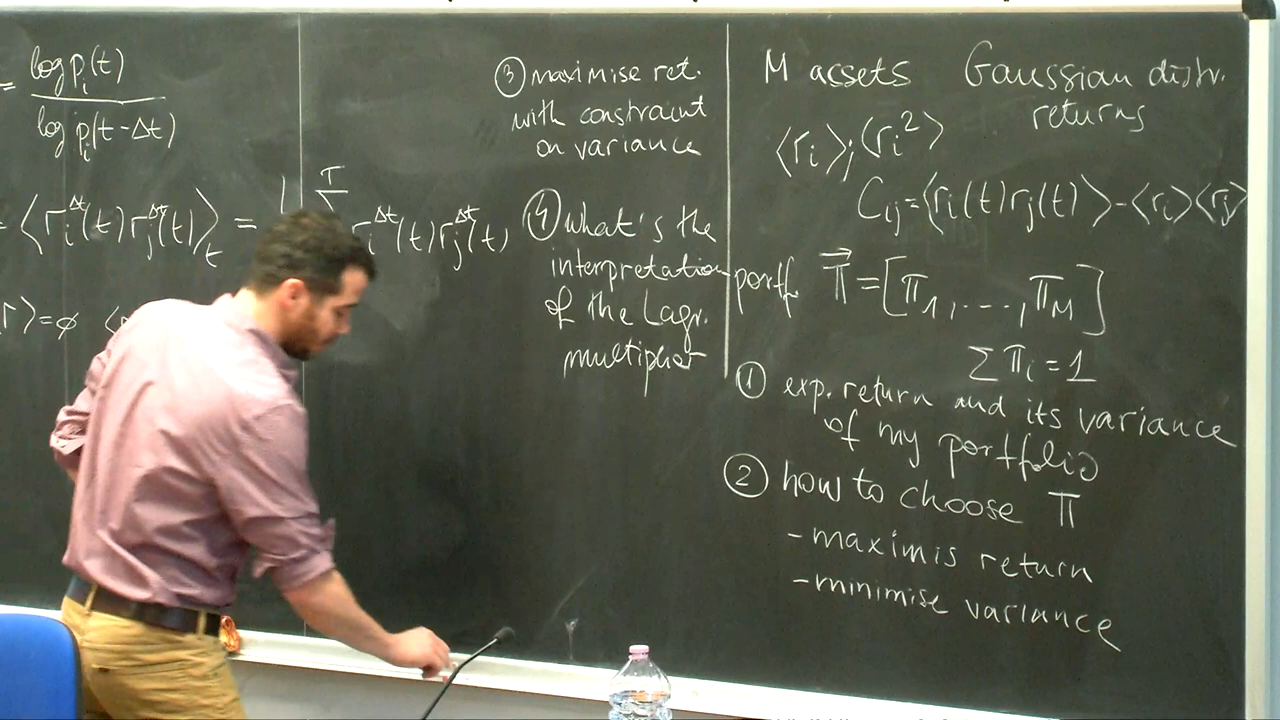 = log p_i(t)
log p_i(t - Δt)
= ⟨r_i^Δt(t) r_j^Δt(t)⟩_t = r_i^Δt(t) r_j^Δt(t)
r⟩ = ∅
③ maximise ret.
with constraint
on variance
④ what's the
interpretation
of the Lagr.
multiplier
M assets Gaussian distr.
returns
⟨r_i⟩; ⟨r_i^2⟩
C_ij = ⟨r_i(t) r_j(t)⟩ - ⟨r_i⟩⟨r_j⟩
portf. π⃗ = [π_1, ..., π_M]
Σ π_i = 1
① exp. return and its variance
of my portfolio
② how to choose π
- maximis return
- minimise variance